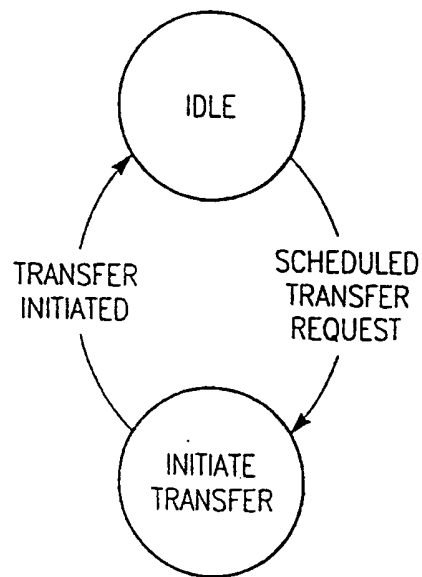 IDLE
TRANSFER
INITIATED
SCHEDULED
TRANSFER
REQUEST
INITIATE
TRANSFER